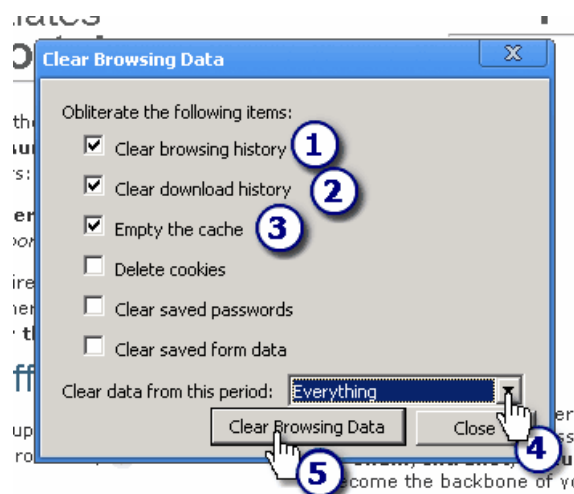 Clear Browsing Data
X
Obliterate the following items:
Clear browsing history 1
Clear download history 2
Empty the cache 3
Delete cookies
Clear saved passwords
Clear saved form data
Clear data from this period: Everything
Clear Browsing Data Close
4
5
ecome the backbone of